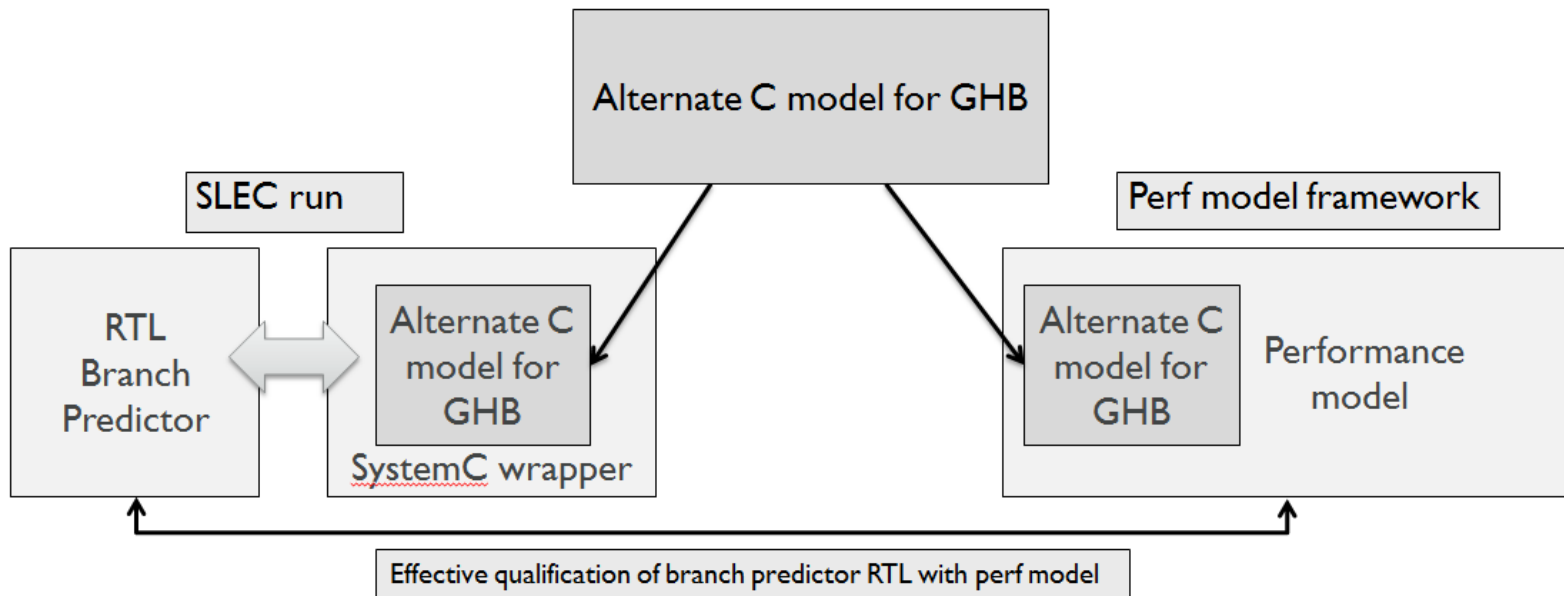 Alternate C model for GHB
SLEC run
Perf model framework
RTL
Branch
Predictor
Alternate C
model for
GHB
SystemC wrapper
Alternate C
model for
GHB
Performance
model
Effective qualification of branch predictor RTL with perf model